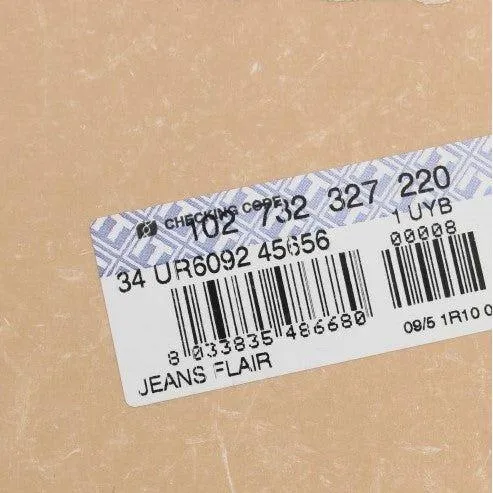 CHECKING CODE
102 732 327 220
34 UR6092 45656
1 UYB
00008
8 033835 486680
09/5 1R10 0
JEANS FLAIR